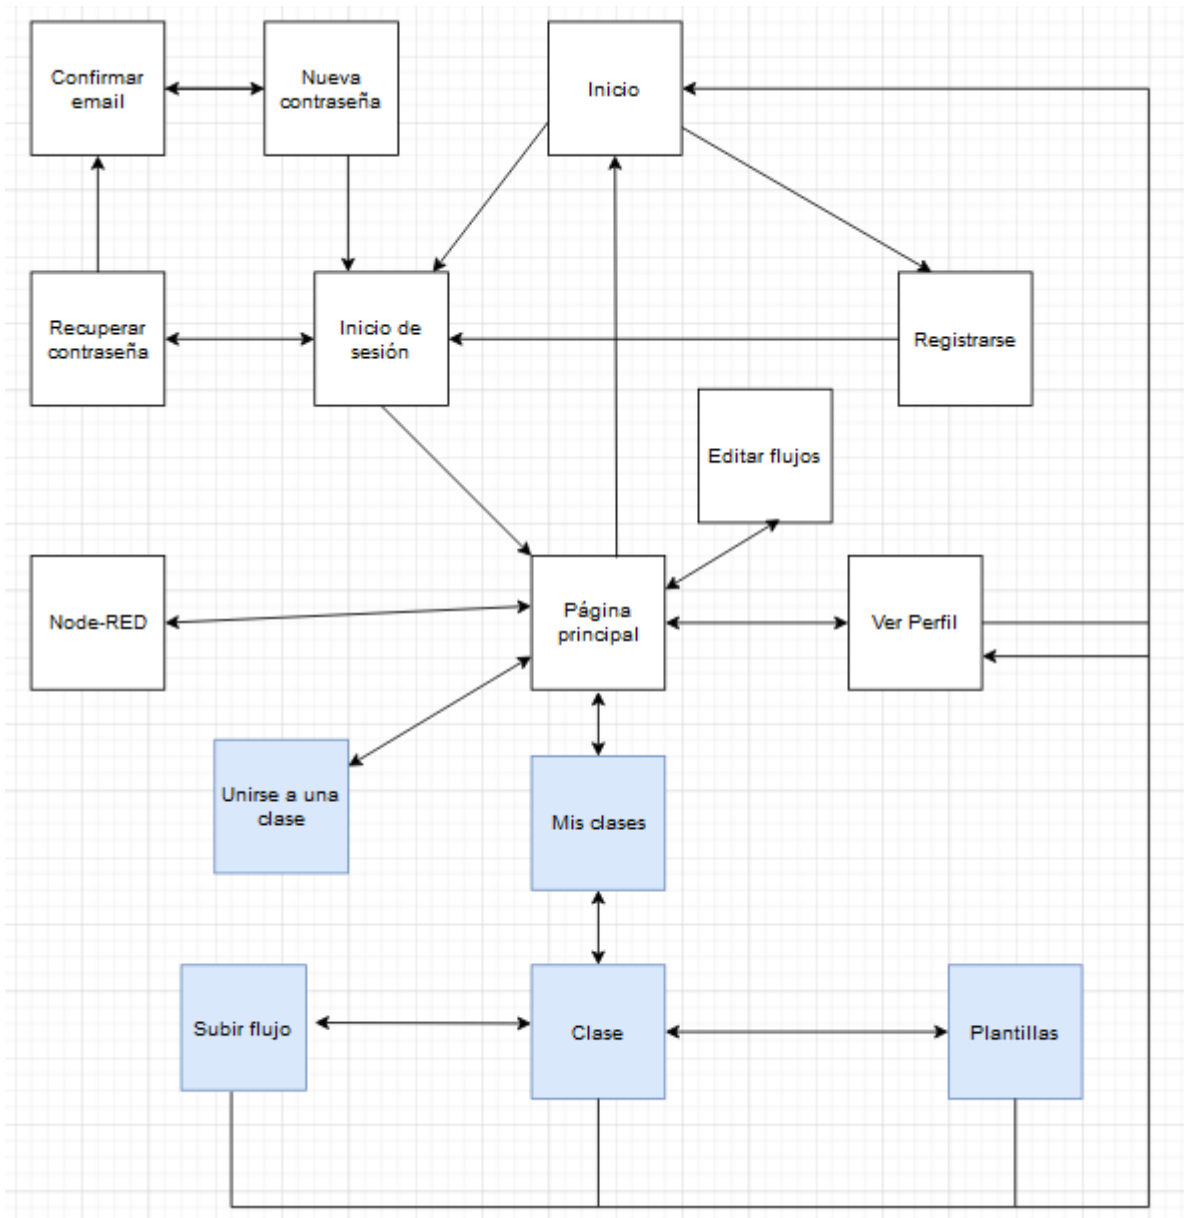 Confirmar
email
Nueva
contraseña
Inicio
Recuperar
contraseña
Inicio de
sesión
Registrarse
Editar flujos
Node-RED
Página
principal
Ver Perfil
Unirse a una
clase
Mis clases
Subir flujo
Clase
Plantillas